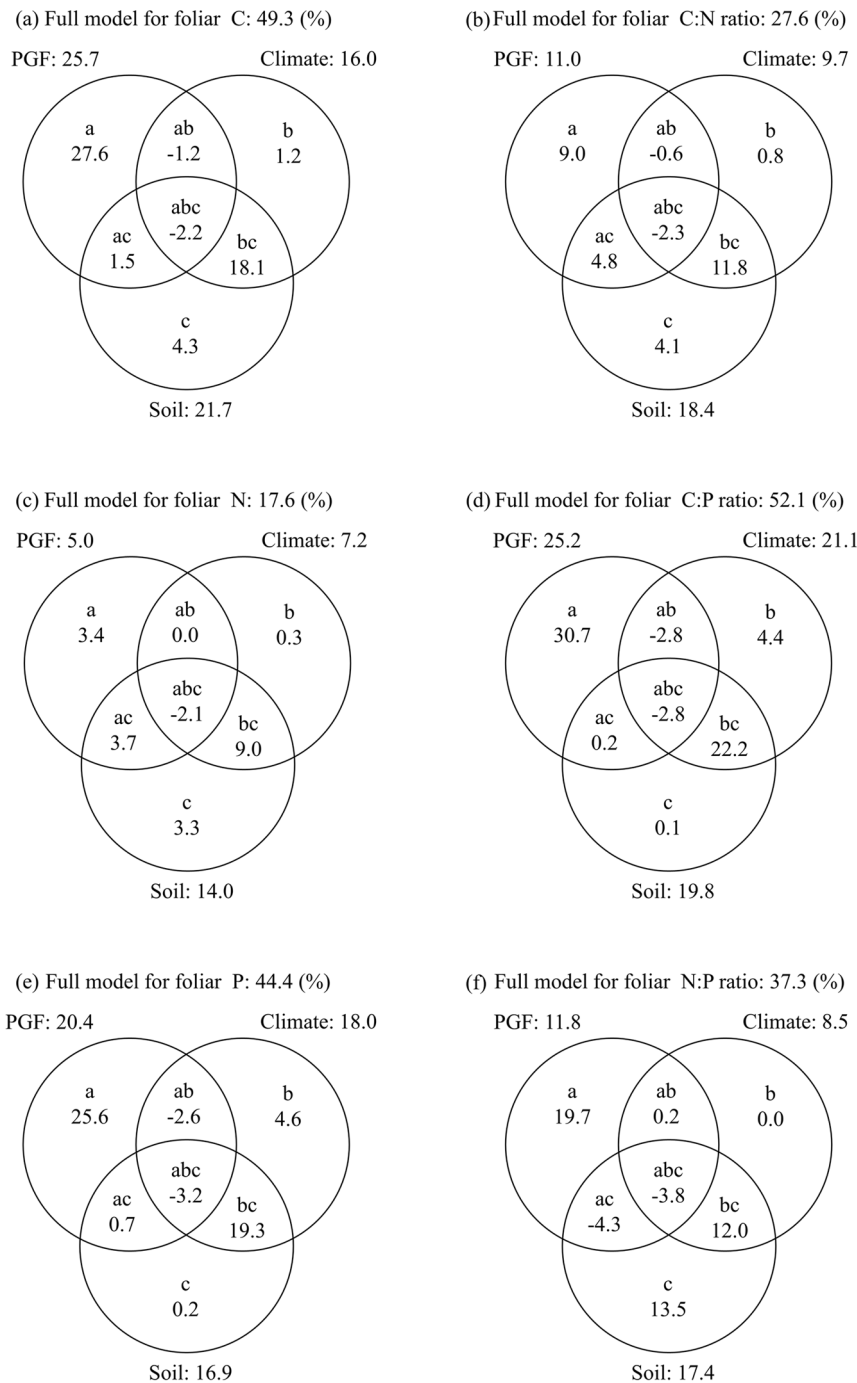 (a) Full model for foliar C: 49.3 (%)
PGF: 25.7
Climate: 16.0
a
27.6
ab
-1.2
b
1.2
abc
-2.2
ac
1.5
bc
18.1
c
4.3
Soil: 21.7
(b) Full model for foliar C:N ratio: 27.6 (%)
PGF: 11.0
Climate: 9.7
a
9.0
ab
-0.6
b
0.8
abc
-2.3
ac
4.8
bc
11.8
c
4.1
Soil: 18.4
(c) Full model for foliar N: 17.6 (%)
PGF: 5.0
Climate: 7.2
a
3.4
ab
0.0
b
0.3
abc
-2.1
ac
3.7
bc
9.0
c
3.3
Soil: 14.0
(d) Full model for foliar C:P ratio: 52.1 (%)
PGF: 25.2
Climate: 21.1
a
30.7
ab
-2.8
b
4.4
abc
-2.8
ac
0.2
bc
22.2
c
0.1
Soil: 19.8
(e) Full model for foliar P: 44.4 (%)
PGF: 20.4
Climate: 18.0
a
25.6
ab
-2.6
b
4.6
abc
-3.2
ac
0.7
bc
19.3
c
0.2
Soil: 16.9
(f) Full model for foliar N:P ratio: 37.3 (%)
PGF: 11.8
Climate: 8.5
a
19.7
ab
0.2
b
0.0
abc
-3.8
ac
-4.3
bc
12.0
c
13.5
Soil: 17.4